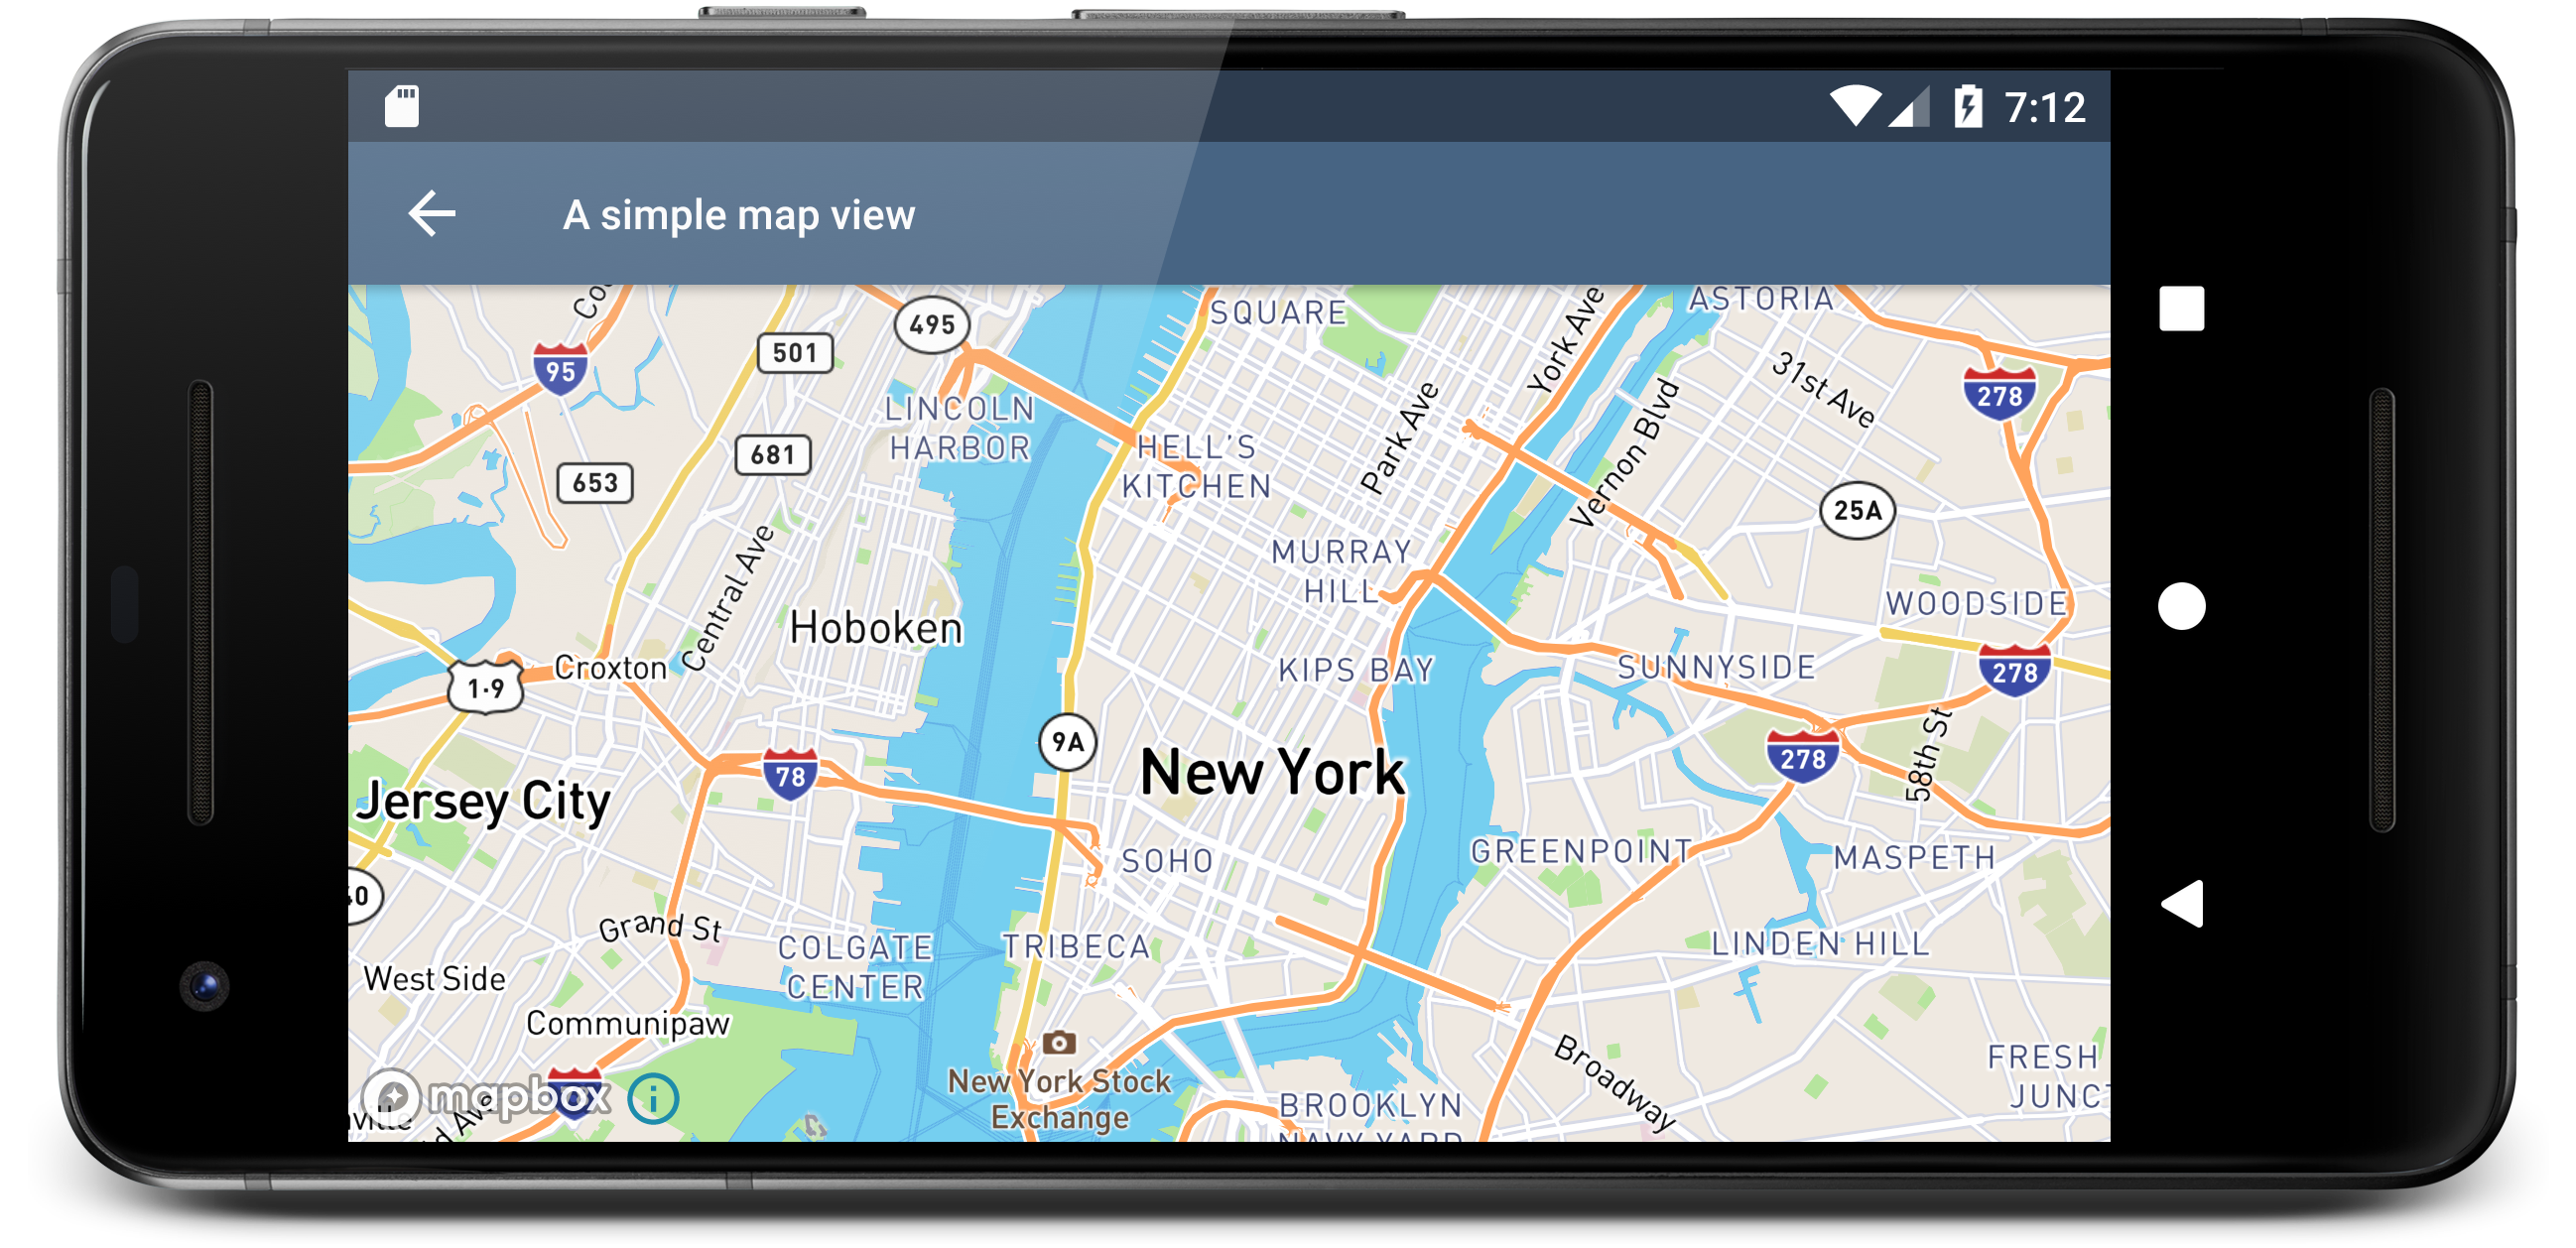 7:12
A simple map view
SQUARE
York Ave
ASTORIA
495
501
95
31st Ave
278
LINCOLN
HARBOR
Park Ave
Vernon Blvd
HELL'S
KITCHEN
681
653
25A
Central Ave
MURRAY
HILL
WOODSIDE
Hoboken
Croxton
KIPS BAY
SUNNYSIDE
278
1·9
9A
58th St
278
78
New York
Jersey City
SOHO
GREENPOINT
MASPETH
Grand St
COLGATE
CENTER
TRIBECA
LINDEN HILL
West Side
Communipaw
New York Stock
Exchange
Broadway
FRESH
BROOKLYN
NAVY YARD
mapbox